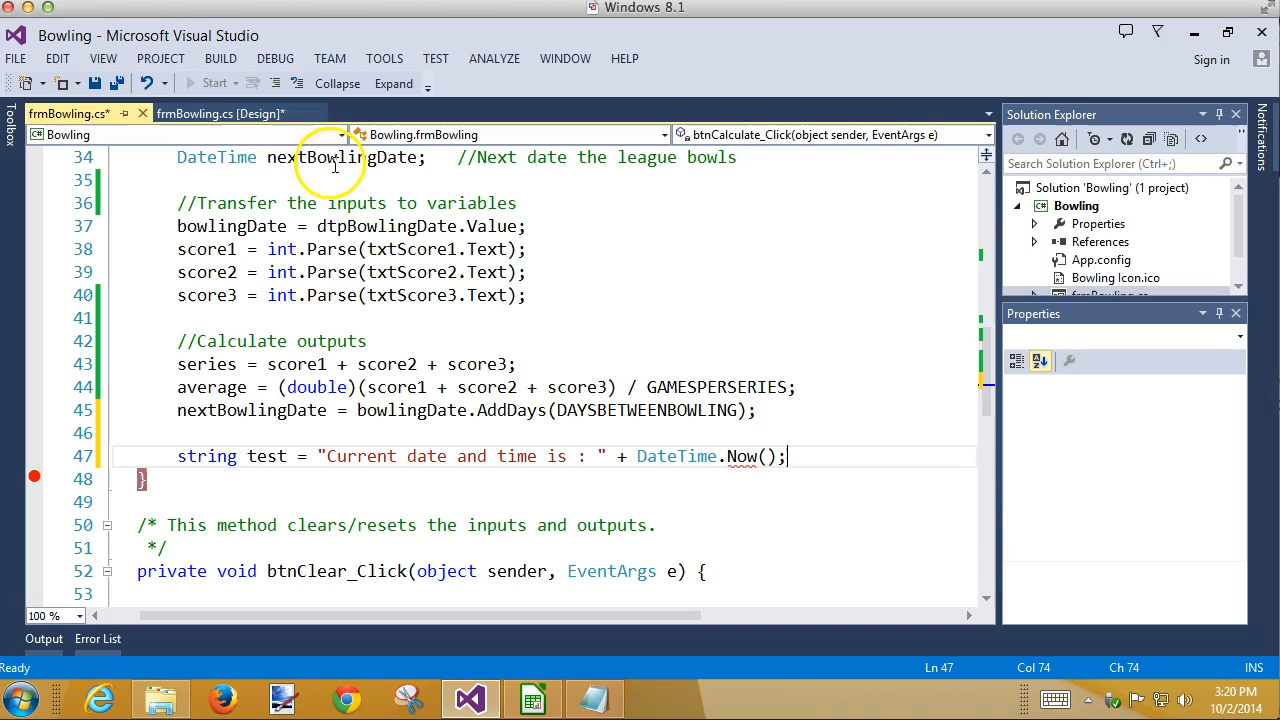 Windows 8.1
Bowling - Microsoft Visual Studio
FILE EDIT VIEW PROJECT BUILD DEBUG TEAM TOOLS TEST ANALYZE WINDOW HELP Sign in
Start Collapse Expand
Toolbox
frmBowling.cs* frmBowling.cs [Design]*
Bowling Bowling.frmBowling btnCalculate_Click(object sender, EventArgs e)
34 DateTime nextBowlingDate; //Next date the league bowls
35
36 //Transfer the inputs to variables
37 bowlingDate = dtpBowlingDate.Value;
38 score1 = int.Parse(txtScore1.Text);
39 score2 = int.Parse(txtScore2.Text);
40 score3 = int.Parse(txtScore3.Text);
41
42 //Calculate outputs
43 series = score1 + score2 + score3;
44 average = (double)(score1 + score2 + score3) / GAMESPERSERIES;
45 nextBowlingDate = bowlingDate.AddDays(DAYSBETWEENBOWLING);
46
47 string test = "Current date and time is : " + DateTime.Now();
48 }
49
50 /* This method clears/resets the inputs and outputs.
51 */
52 private void btnClear_Click(object sender, EventArgs e) {
53
100 %
Solution Explorer
Search Solution Explorer (Ctrl+;)
Solution 'Bowling' (1 project)
Bowling
Properties
References
App.config
Bowling Icon.ico
frmBowling.cs
Properties
Notifications
Output Error List
Ready Ln 47 Col 74 Ch 74 INS
3:20 PM
10/2/2014